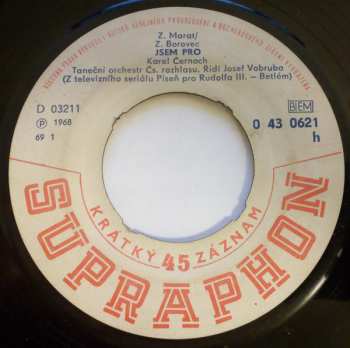 Z. Marat/
Z. Borovec
JSEM PRO
Karel Černoch
Taneční orchestr Čs. rozhlasu. Řídí Josef Vobruba
(Z televizního seriálu Píseň pro Rudolfa III. — Betlém)
D 03211
Ⓟ 1968
69 1
BIEM
0 43 0621
h
KRATKÝ 45 ZÁZNAM
SUPRAPHON